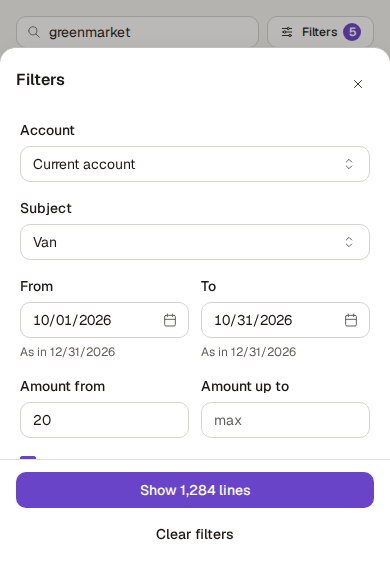 greenmarket
Filters 5
Filters
Account
Current account
Subject
Van
From
To
10/01/2026
10/31/2026
As in 12/31/2026
As in 12/31/2026
Amount from
Amount up to
20
max
Show 1,284 lines
Clear filters